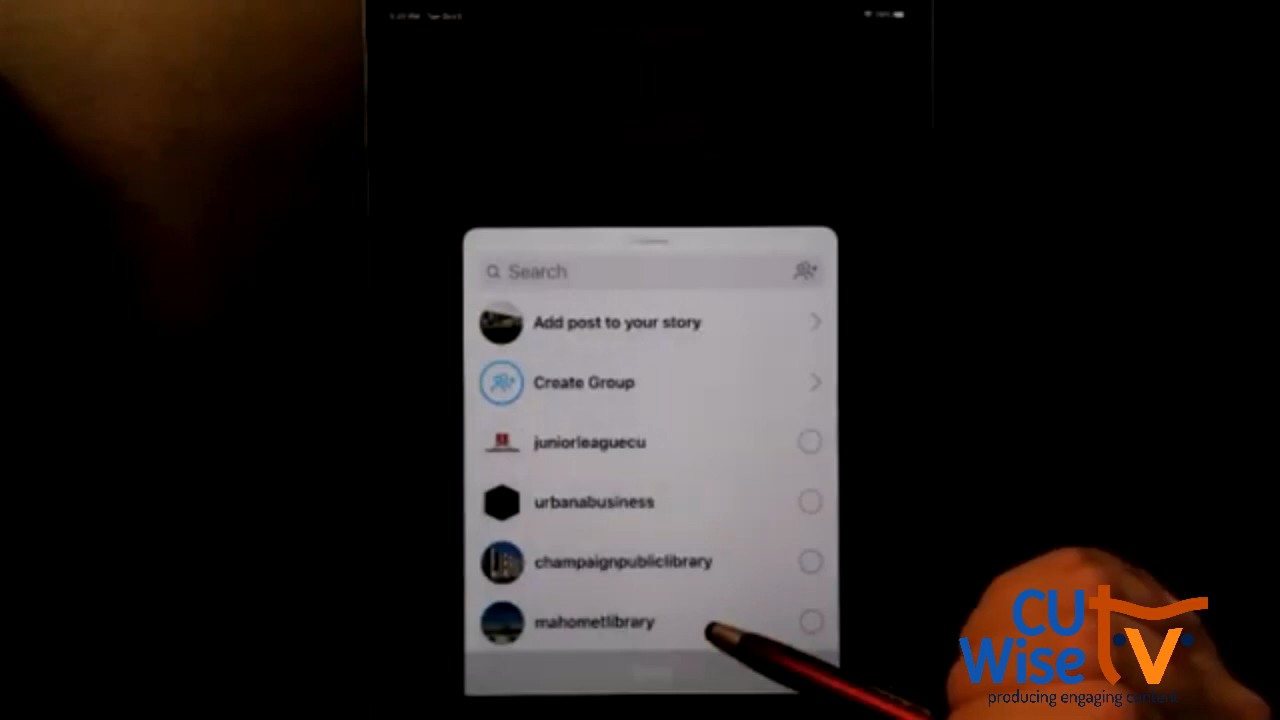 Search
Add post to your story
Create Group
juniorleaguecu
urbanabusiness
champaignpubliclibrary
mahometlibrary
CU
Wise
TV
producing engaging content